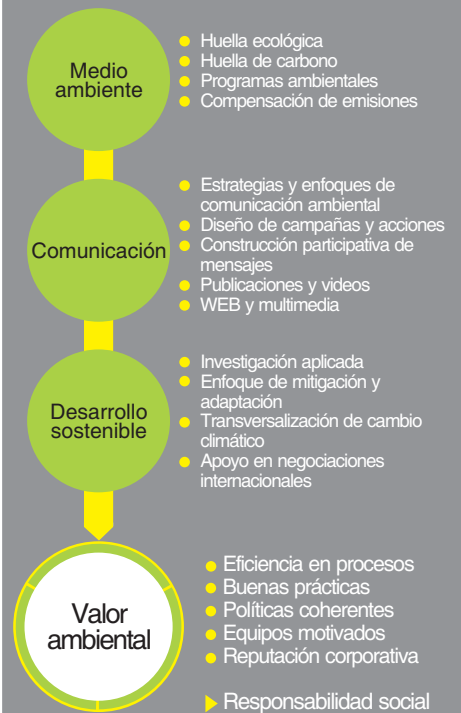 Medio
ambiente
Huella ecológica
Huella de carbono
Programas ambientales
Compensación de emisiones
Comunicación
Estrategias y enfoques de
comunicación ambiental
Diseño de campañas y acciones
Construcción participativa de
mensajes
Publicaciones y videos
WEB y multimedia
Desarrollo
sostenible
Investigación aplicada
Enfoque de mitigación y
adaptación
Transversalización de cambio
climático
Apoyo en negociaciones
internacionales
Valor
ambiental
Eficiencia en procesos
Buenas prácticas
Políticas coherentes
Equipos motivados
Reputación corporativa
Responsabilidad social